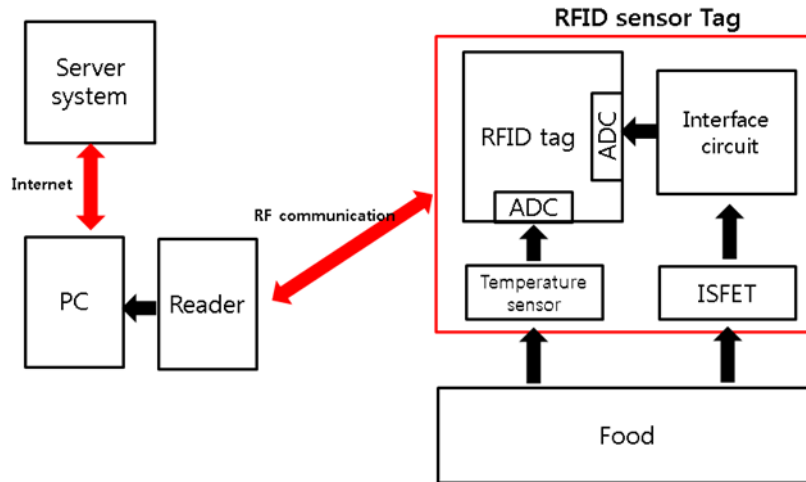 RFID sensor Tag
Server
system
Internet
PC
Reader
RF communication
RFID tag
ADC
ADC
Interface
circuit
Temperature
sensor
ISFET
Food